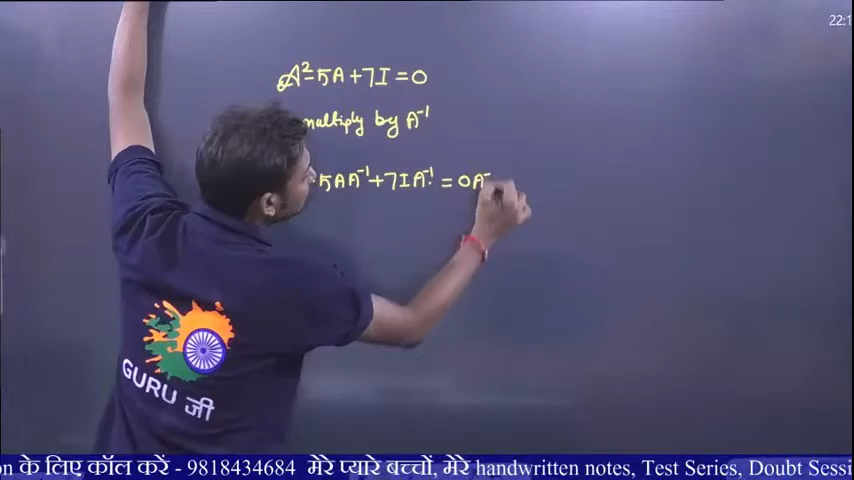 22:1
A²-5A+7I=0
multiply by A⁻¹
5AA⁻¹+7IA⁻¹=0A⁻
GURU जी
के लिए कॉल करें - 9818434684 मेरे प्यारे बच्चों, मेरे handwritten notes, Test Series, Doubt Sessi